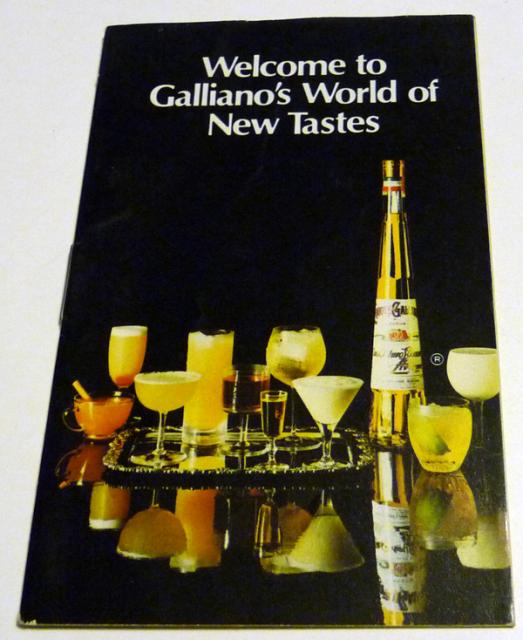 Welcome to
Galliano's World of
New Tastes
®